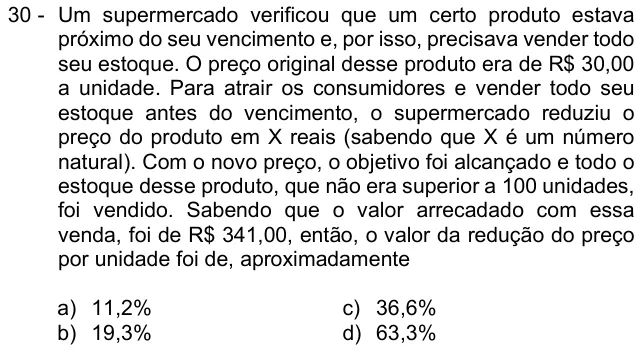 30 - Um supermercado verificou que um certo produto estava
próximo do seu vencimento e, por isso, precisava vender todo
seu estoque. O preço original desse produto era de R$ 30,00
a unidade. Para atrair os consumidores e vender todo seu
estoque antes do vencimento, o supermercado reduziu o
preço do produto em X reais (sabendo que X é um número
natural). Com o novo preço, o objetivo foi alcançado e todo o
estoque desse produto, que não era superior a 100 unidades,
foi vendido. Sabendo que o valor arrecadado com essa
venda, foi de R$ 341,00, então, o valor da redução do preço
por unidade foi de, aproximadamente
a) 11,2% c) 36,6%
b) 19,3% d) 63,3%